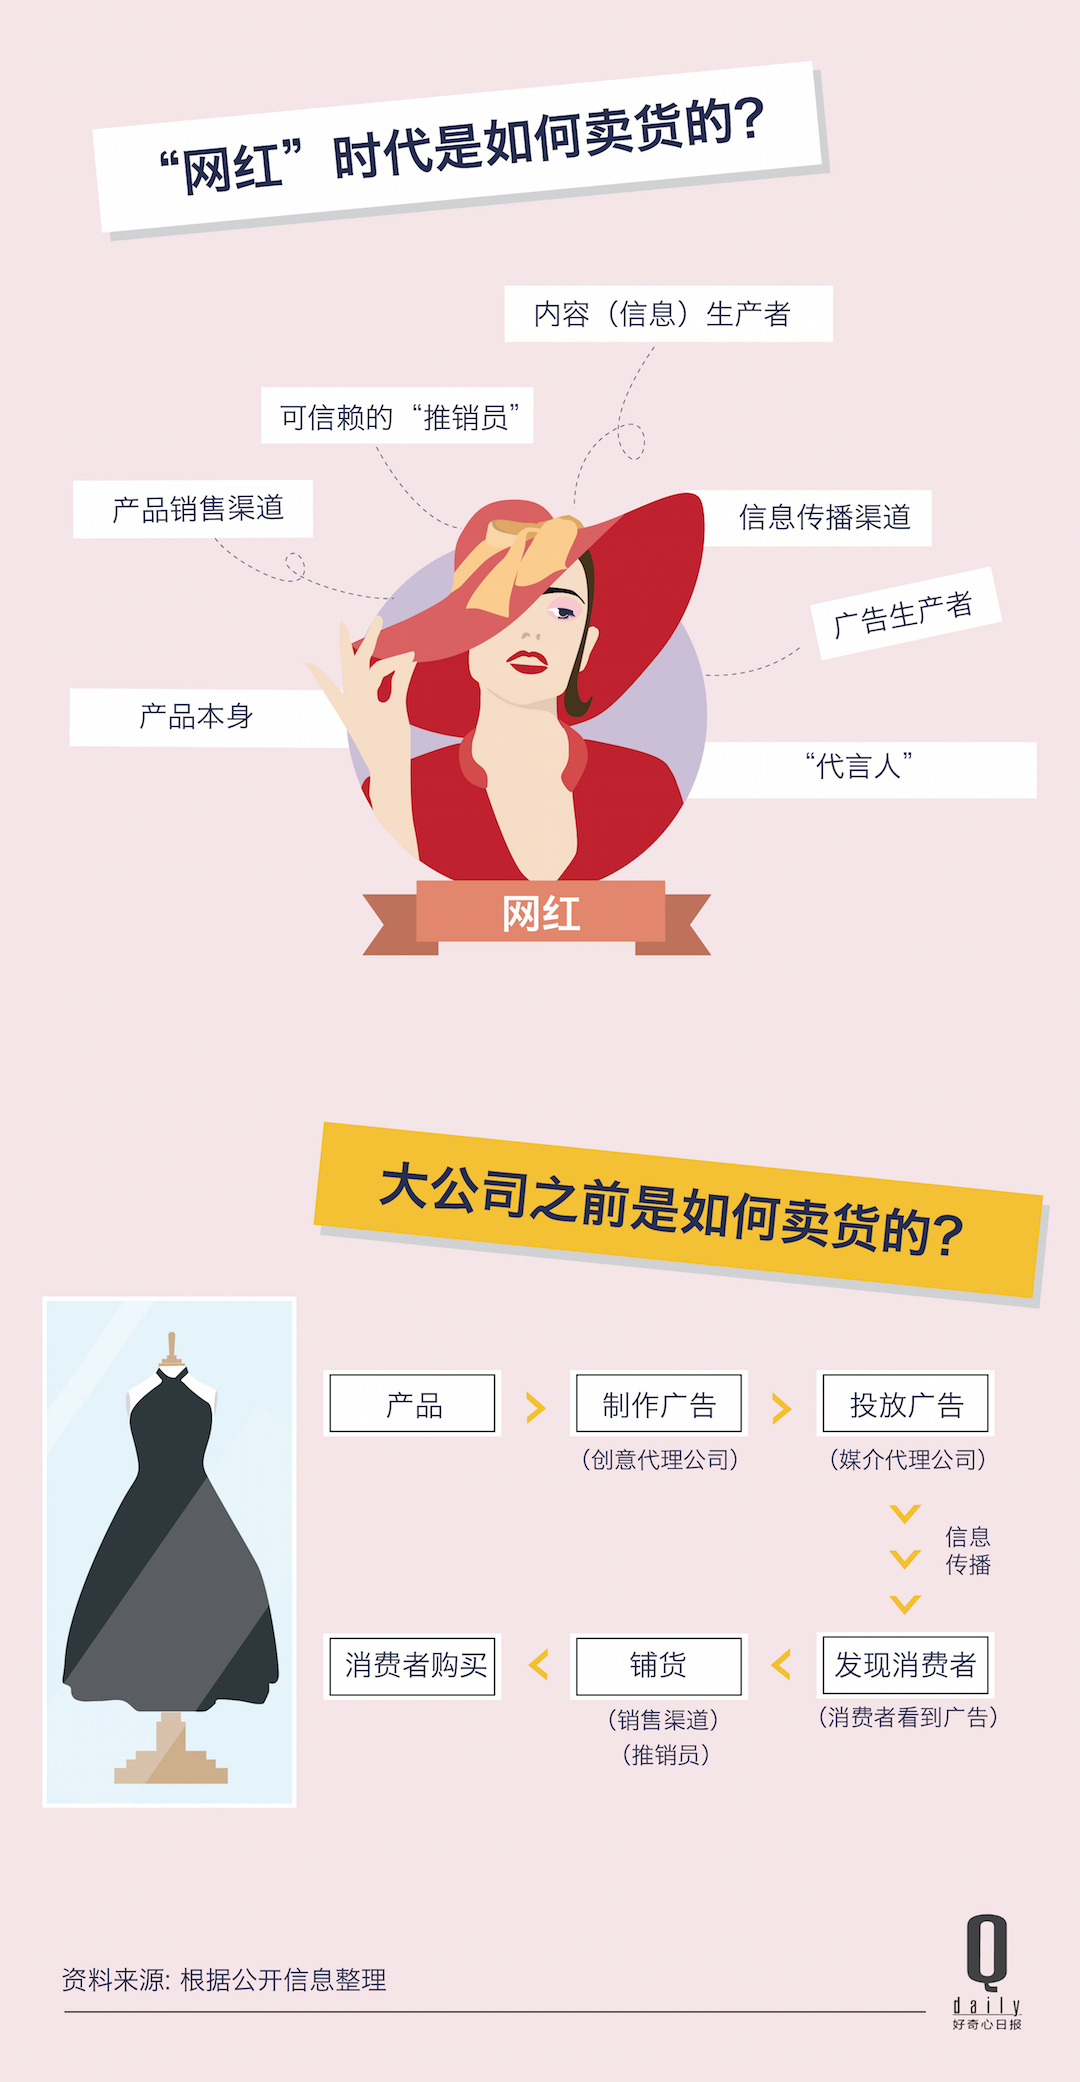 “网红”时代是如何卖货的？
内容（信息）生产者
可信赖的“推销员”
产品销售渠道
信息传播渠道
广告生产者
产品本身
“代言人”
网红
大公司之前是如何卖货的？
产品
制作广告
投放广告
（创意代理公司）
（媒介代理公司）
信息
传播
消费者购买
铺货
发现消费者
（销售渠道）
（消费者看到广告）
（推销员）
资料来源: 根据公开信息整理
Q
daily
好奇心日报